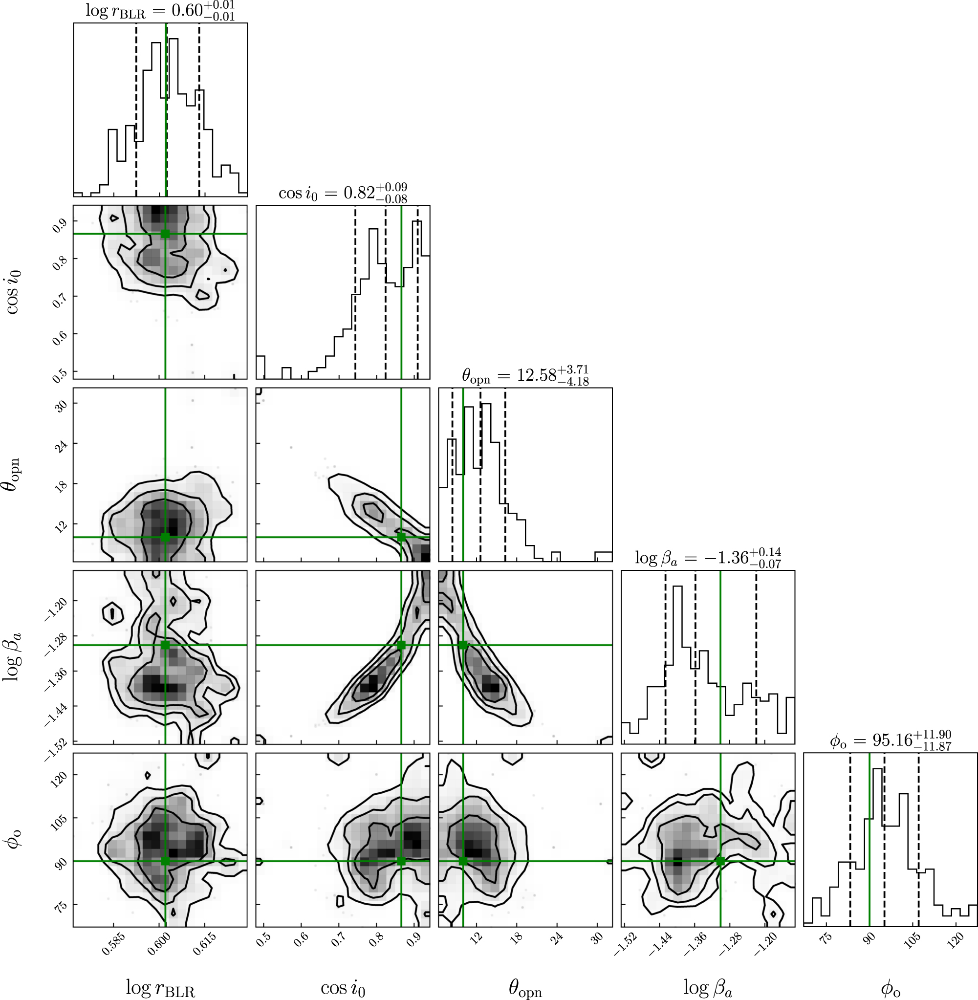 log r_BLR = 0.60^{+0.01}_{−0.01}
cos i_0 = 0.82^{+0.09}_{−0.08}
θ_opn = 12.58^{+3.71}_{−4.18}
log β_a = −1.36^{+0.14}_{−0.07}
φ_o = 95.16^{+11.90}_{−11.87}
cos i_0
0.9
0.8
0.7
0.6
0.5
θ_opn
30
24
18
12
log β_a
−1.20
−1.28
−1.36
−1.44
−1.52
φ_o
120
105
90
75
0.585 0.600 0.615 0.5 0.6 0.7 0.8 0.9 12 18 24 30 −1.52 −1.44 −1.36 −1.28 −1.20 75 90 105 120
log r_BLR cos i_0 θ_opn log β_a φ_o